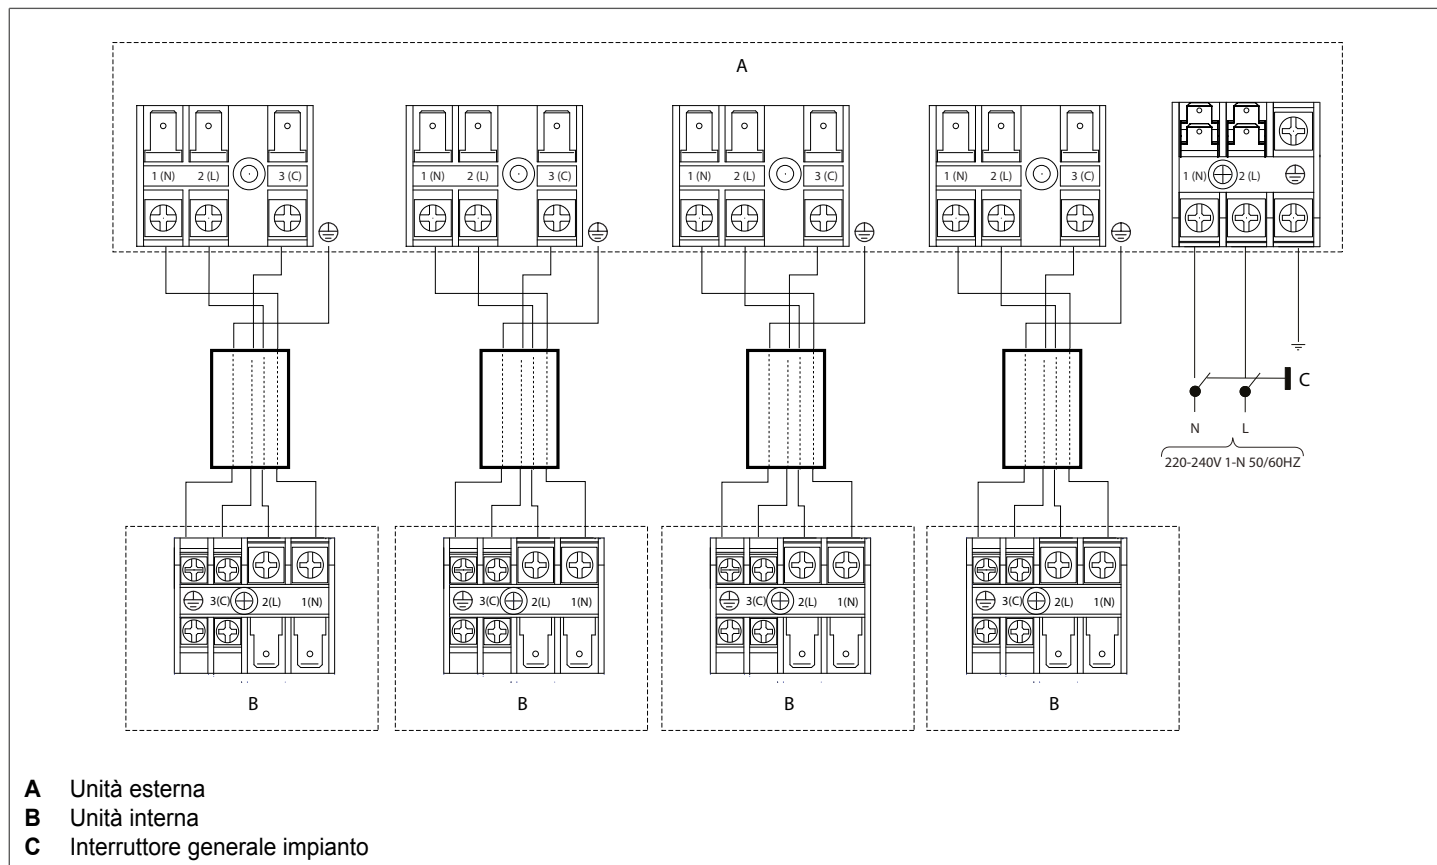 A
1 (N) 2 (L) 3 (C)
1 (N) 2 (L) 3 (C)
1 (N) 2 (L) 3 (C)
1 (N) 2 (L) 3 (C)
1 (N) 2 (L)
C
N L
220-240V 1-N 50/60HZ
3(C) 2(L) 1(N)
3(C) 2(L) 1(N)
3(C) 2(L) 1(N)
3(C) 2(L) 1(N)
B
B
B
B
A Unità esterna
B Unità interna
C Interruttore generale impianto